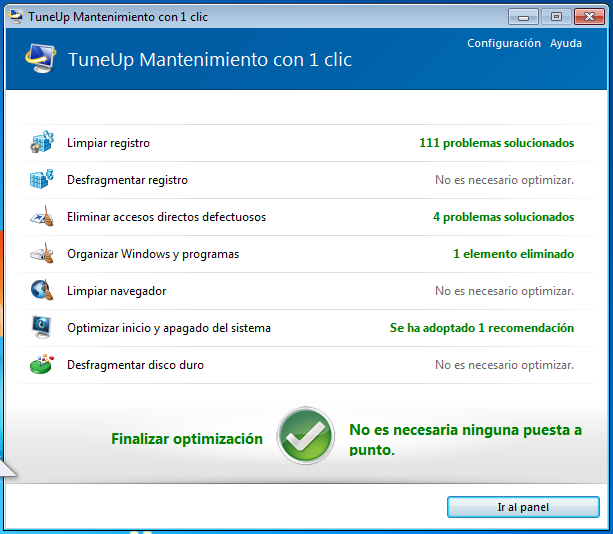 TuneUp Mantenimiento con 1 clic
Configuración Ayuda
TuneUp Mantenimiento con 1 clic
Limpiar registro 111 problemas solucionados
Desfragmentar registro No es necesario optimizar.
Eliminar accesos directos defectuosos 4 problemas solucionados
Organizar Windows y programas 1 elemento eliminado
Limpiar navegador No es necesario optimizar.
Optimizar inicio y apagado del sistema Se ha adoptado 1 recomendación
Desfragmentar disco duro No es necesario optimizar.
Finalizar optimización No es necesaria ninguna puesta a
punto.
Ir al panel